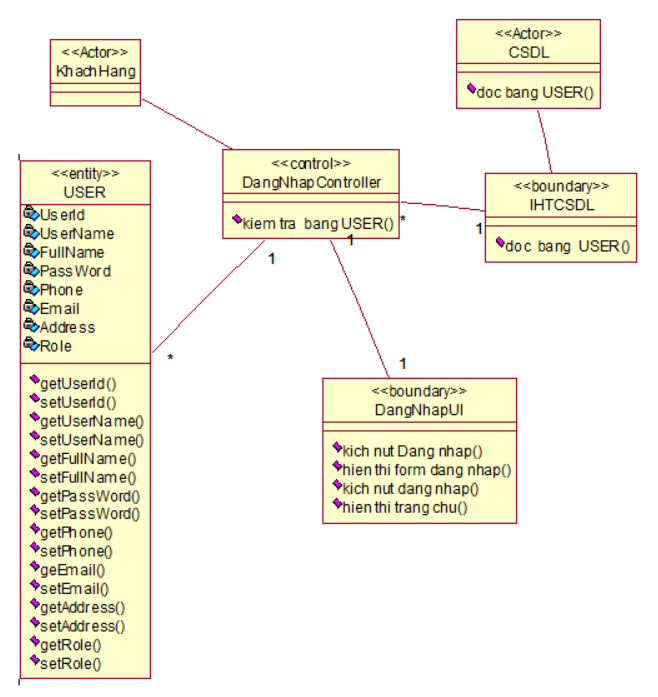 <<Actor>>
KhachHang
<<Actor>>
CSDL
doc bang USER()
<<control>>
DangNhapController
kiem tra bang USER()
<<boundary>>
IHTCSDL
doc bang USER()
*
1
1
1
1
*
<<entity>>
USER
UserId
UserName
FullName
PassWord
Phone
Email
Address
Role
getUserId()
setUserId()
getUserName()
setUserName()
getFullName()
setFullName()
getPassWord()
setPassWord()
getPhone()
setPhone()
geEmail()
setEmail()
getAddress()
setAddress()
getRole()
setRole()
<<boundary>>
DangNhapUI
kich nut Dang nhap()
hien thi form dang nhap()
kich nut dang nhap()
hien thi trang chu()